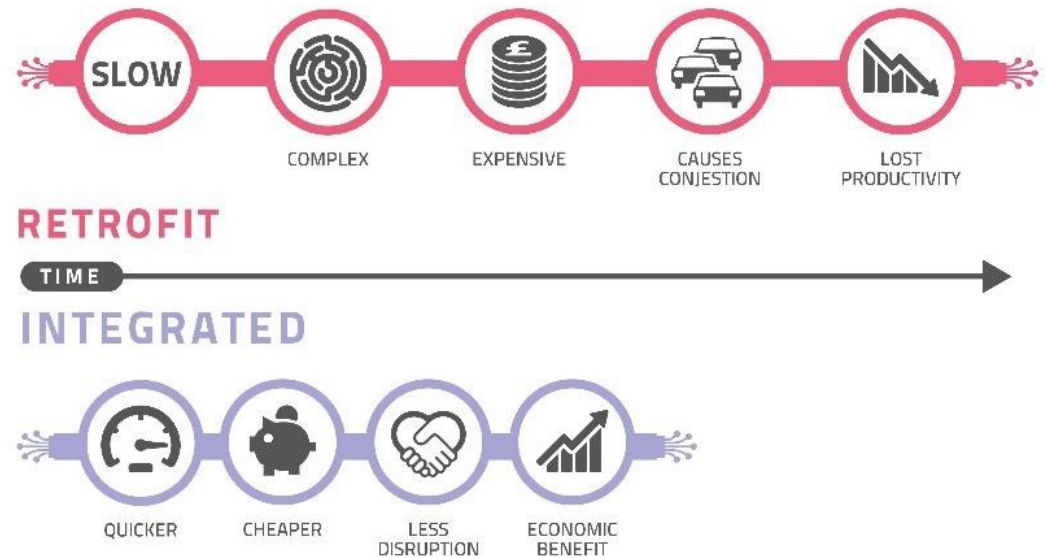 SLOW
£
COMPLEX
EXPENSIVE
CAUSES
CONJESTION
LOST
PRODUCTIVITY
RETROFIT
TIME
INTEGRATED
QUICKER
CHEAPER
LESS
DISRUPTION
ECONOMIC
BENEFIT